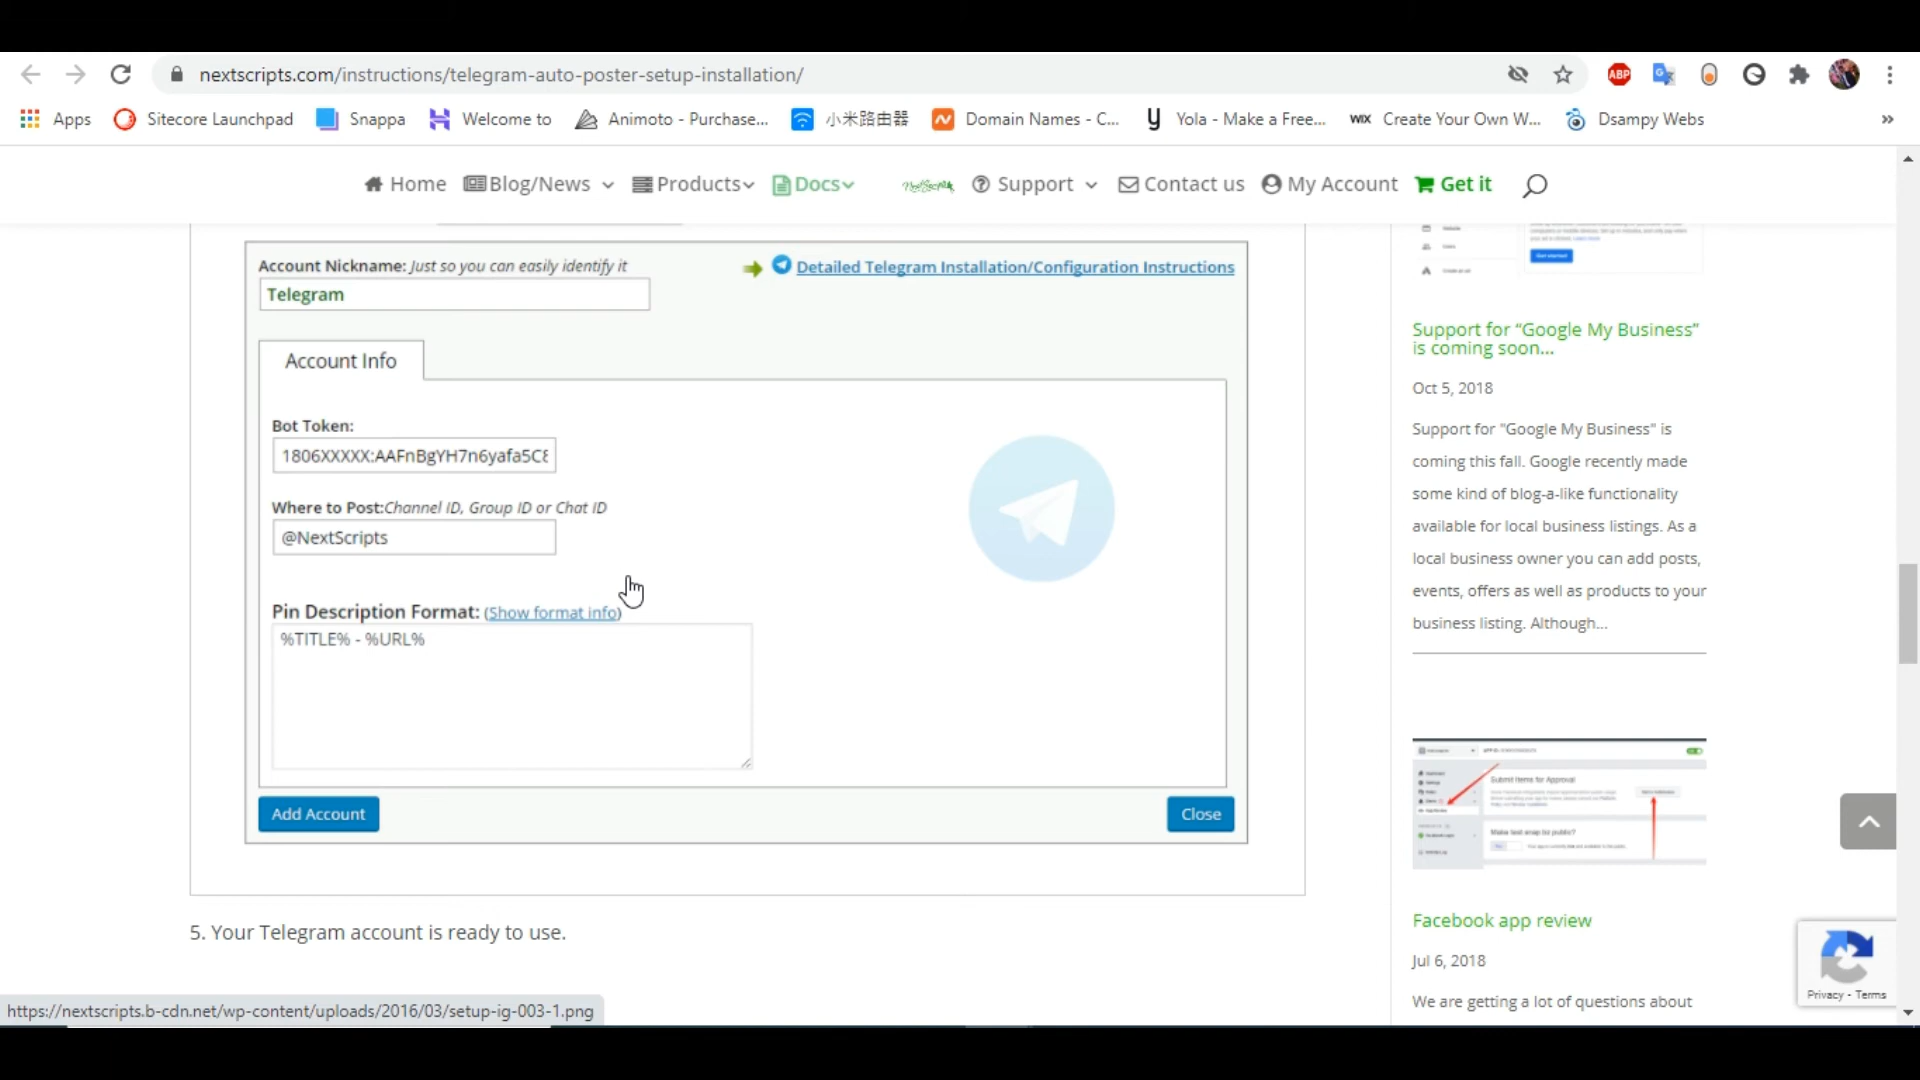 nextscripts.com/instructions/telegram-auto-poster-setup-installation/
ABP
Apps
Sitecore Launchpad
Snappa
Welcome to
Animoto - Purchase...
小米路由器
Domain Names - C...
Yola - Make a Free...
WIX Create Your Own W...
Dsampy Webs
»
Home
Blog/News
Products
Docs
NextScripts
Support
Contact us
My Account
Get it
Account Nickname: Just so you can easily identify it
Detailed Telegram Installation/Configuration Instructions
Telegram
Account Info
Bot Token:
1806XXXXX:AAFnBgYH7n6yafa5C8
Where to Post:Channel ID, Group ID or Chat ID
@NextScripts
Pin Description Format: (Show format info)
%TITLE% - %URL%
Add Account
Close
5. Your Telegram account is ready to use.
Support for “Google My Business”
is coming soon...
Oct 5, 2018
Support for "Google My Business" is
coming this fall. Google recently made
some kind of blog-a-like functionality
available for local business listings. As a
local business owner you can add posts,
events, offers as well as products to your
business listing. Although...
Submit Items for Approval
Facebook app review
Jul 6, 2018
We are getting a lot of questions about
Privacy - Terms
https://nextscripts.b-cdn.net/wp-content/uploads/2016/03/setup-ig-003-1.png